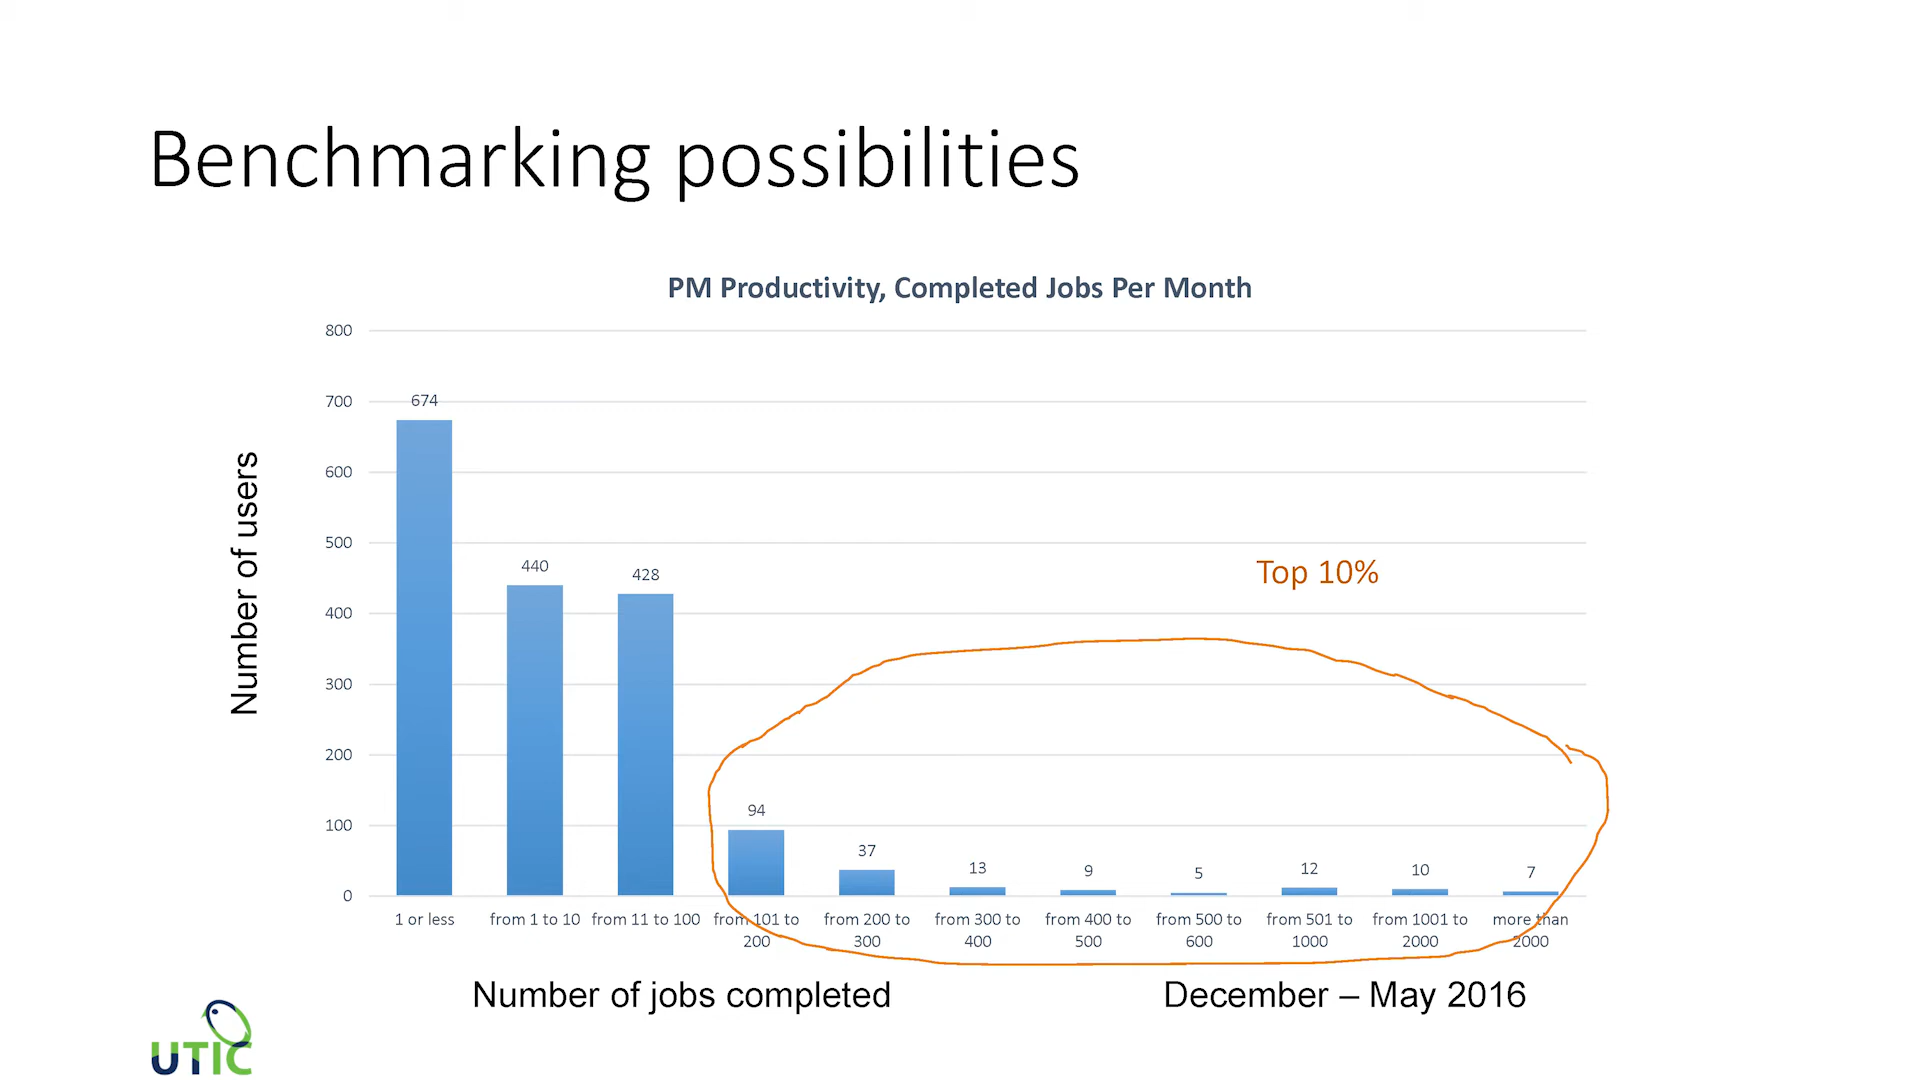 Benchmarking possibilities
PM Productivity, Completed Jobs Per Month
Number of users
800
700
600
500
400
300
200
100
0
674
440
428
94
37
13
9
5
12
10
7
Top 10%
1 or less
from 1 to 10
from 11 to 100
from 101 to
200
from 200 to
300
from 300 to
400
from 400 to
500
from 500 to
600
from 501 to
1000
from 1001 to
2000
more than
2000
Number of jobs completed
December – May 2016
UTIC